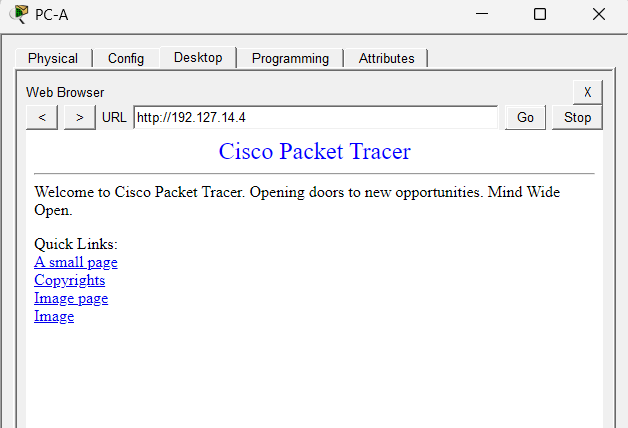 PC-A
Physical Config Desktop Programming Attributes
Web Browser X
< > URL http://192.127.14.4 Go Stop
Cisco Packet Tracer
Welcome to Cisco Packet Tracer. Opening doors to new opportunities. Mind Wide
Open.
Quick Links:
A small page
Copyrights
Image page
Image